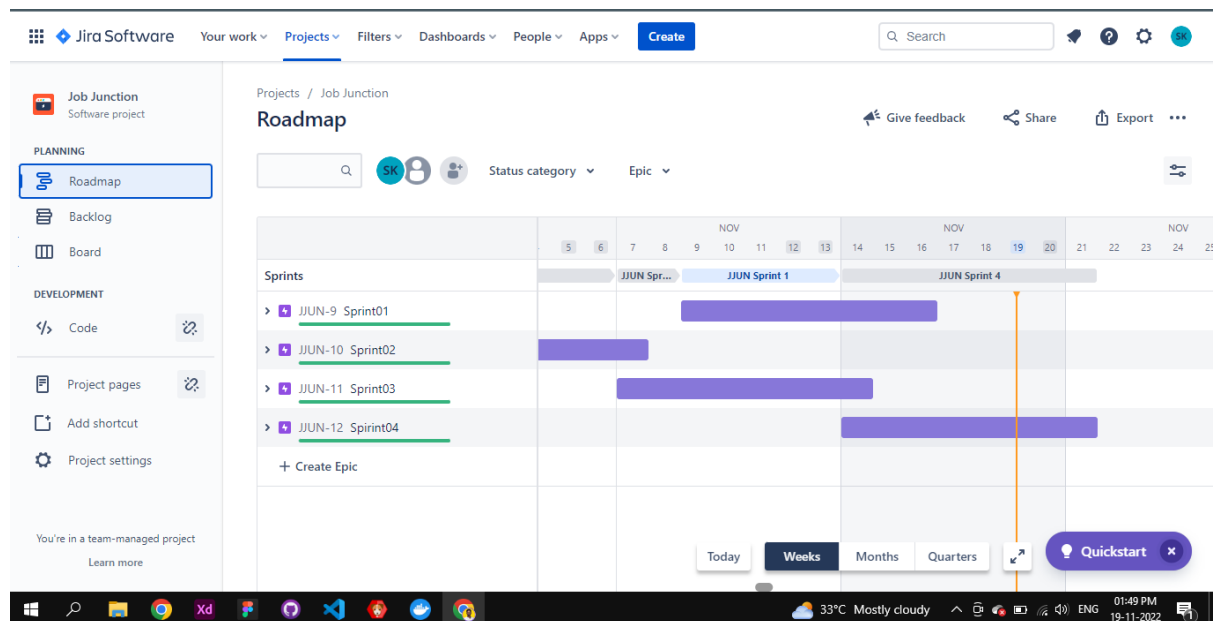 Jira Software Your work Projects Filters Dashboards People Apps Create Search SK
Job Junction
Software project
PLANNING
Roadmap
Backlog
Board
DEVELOPMENT
Code
Project pages
Add shortcut
Project settings
You're in a team-managed project
Learn more
Projects / Job Junction
Roadmap
Give feedback Share Export
SK Status category Epic
NOV NOV NOV
5 6 7 8 9 10 11 12 13 14 15 16 17 18 19 20 21 22 23 24 25
Sprints JJUN Spr... JJUN Sprint 1 JJUN Sprint 4
JJUN-9 Sprint01
JJUN-10 Sprint02
JJUN-11 Sprint03
JJUN-12 Spirint04
+ Create Epic
Today Weeks Months Quarters Quickstart
Xd 33°C Mostly cloudy ENG 01:49 PM
19-11-2022 1